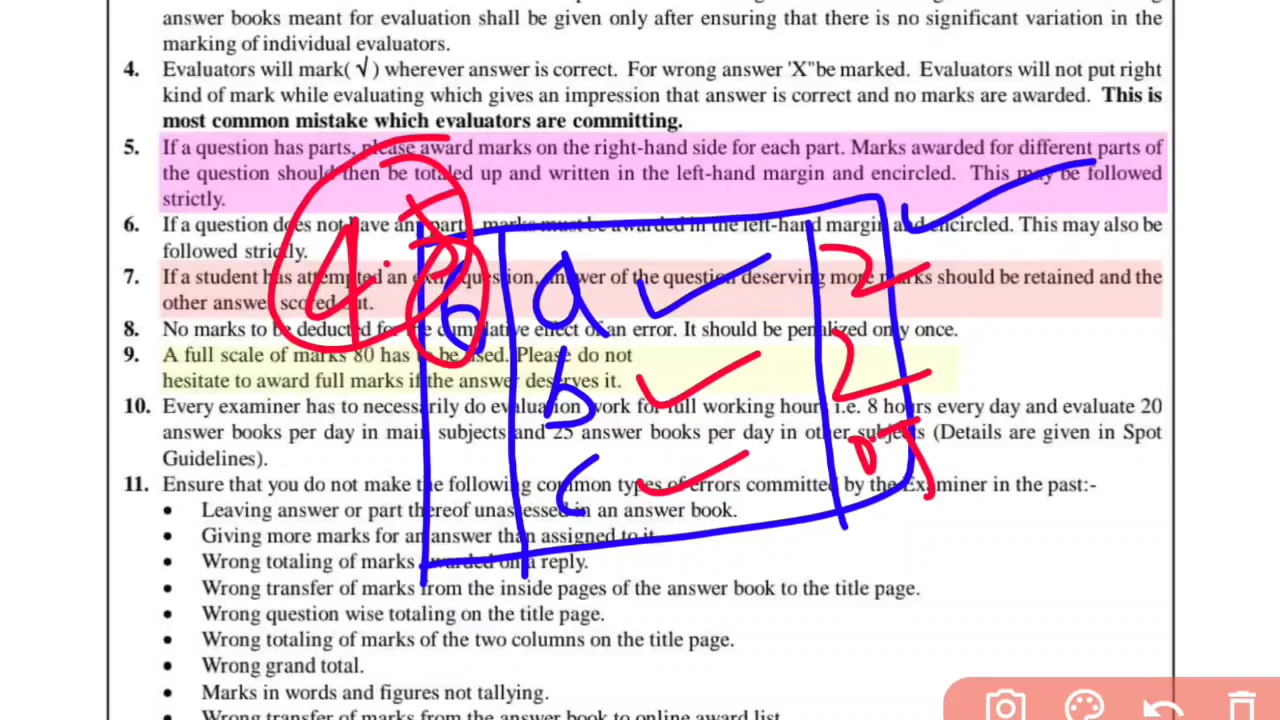 answer books meant for evaluation shall be given only after ensuring that there is no significant variation in the
marking of individual evaluators.
4. Evaluators will mark( √ ) wherever answer is correct. For wrong answer 'X"be marked. Evaluators will not put right
kind of mark while evaluating which gives an impression that answer is correct and no marks are awarded. This is
most common mistake which evaluators are committing.
5. If a question has parts, please award marks on the right-hand side for each part. Marks awarded for different parts of
the question should then be totaled up and written in the left-hand margin and encircled. This may be followed
strictly.
6. If a question does not have any parts, marks must be awarded in the left-hand margin and encircled. This may also be
followed strictly.
7. If a student has attempted an extra question, answer of the question deserving more marks should be retained and the
other answer scored out.
8. No marks to be deducted for the cumulative effect of an error. It should be penalized only once.
9. A full scale of marks 80 has to be used. Please do not
hesitate to award full marks if the answer deserves it.
10. Every examiner has to necessarily do evaluation work for full working hours i.e. 8 hours every day and evaluate 20
answer books per day in main subjects and 25 answer books per day in other subjects (Details are given in Spot
Guidelines).
11. Ensure that you do not make the following common types of errors committed by the Examiner in the past:-
• Leaving answer or part thereof unassessed in an answer book.
• Giving more marks for an answer than assigned to it.
• Wrong totaling of marks awarded on a reply.
• Wrong transfer of marks from the inside pages of the answer book to the title page.
• Wrong question wise totaling on the title page.
• Wrong totaling of marks of the two columns on the title page.
• Wrong grand total.
• Marks in words and figures not tallying.
• Wrong transfer of marks from the answer book to online award list.
6
a 2
b 2
c